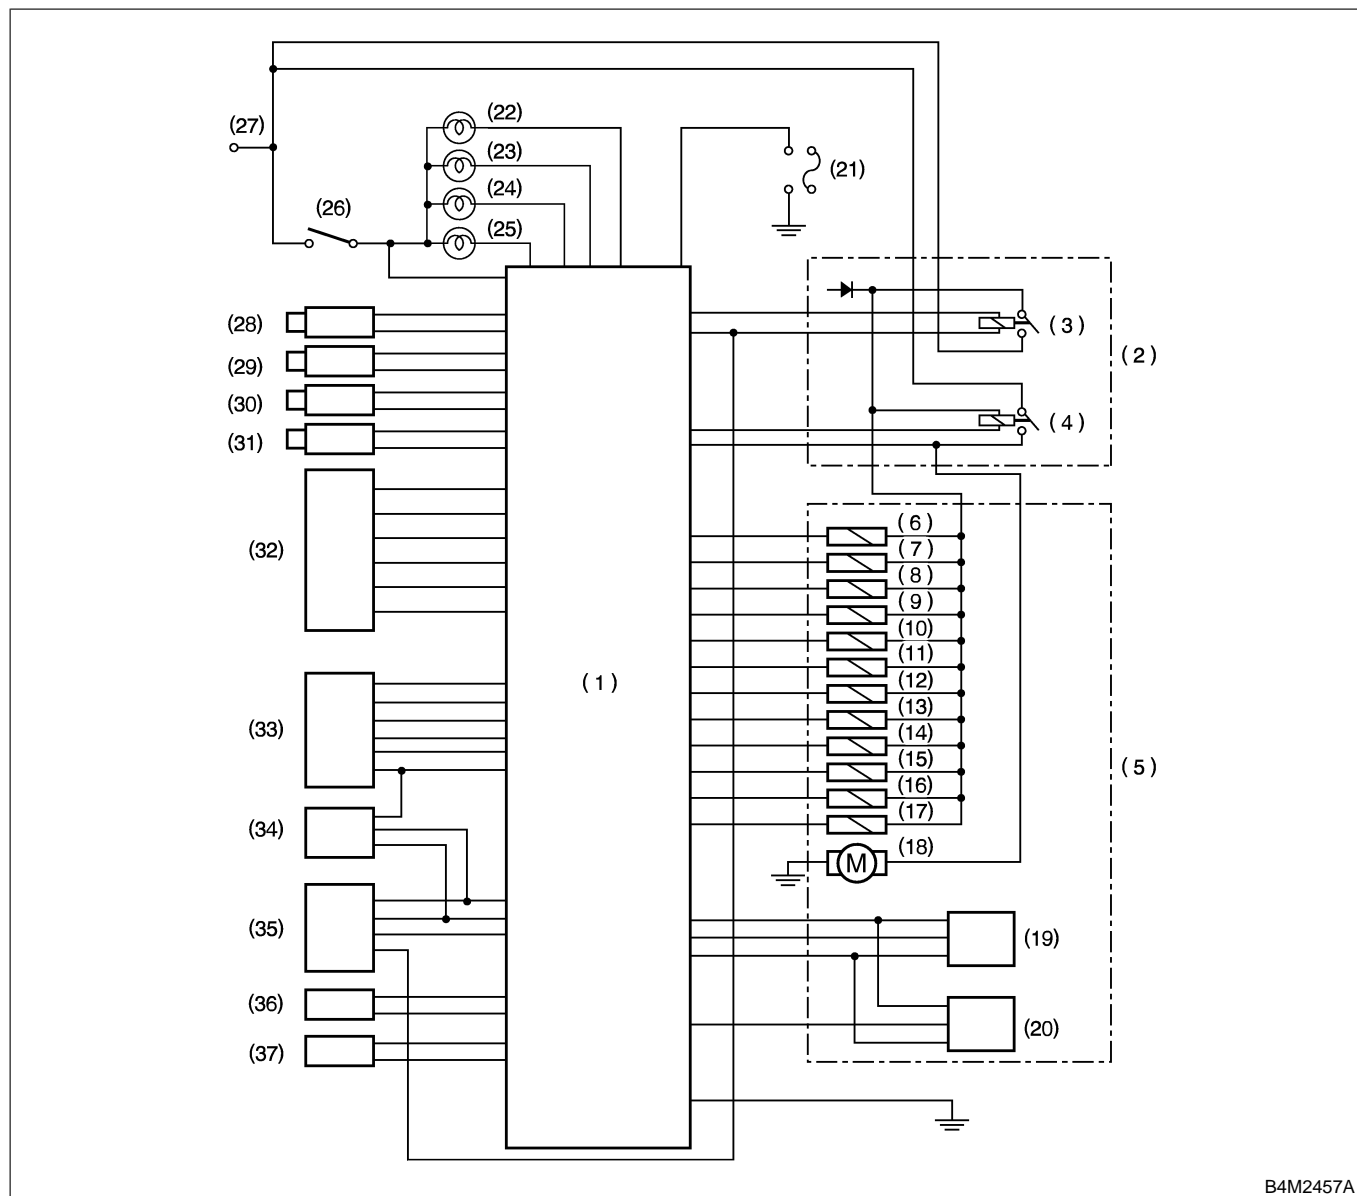 (22)
(27)
(23)
(21)
(24)
(26)
(25)
(28)
( 3 )
( 2 )
(29)
(30)
( 4 )
(31)
( 6 )
(32)
( 7 )
( 8 )
( 9 )
(10)
(11)
( 1 )
(12)
(13)
(33)
(14)
(15)
( 5 )
(16)
(17)
(34)
(18)
M
(35)
(19)
(36)
(20)
(37)
B4M2457A